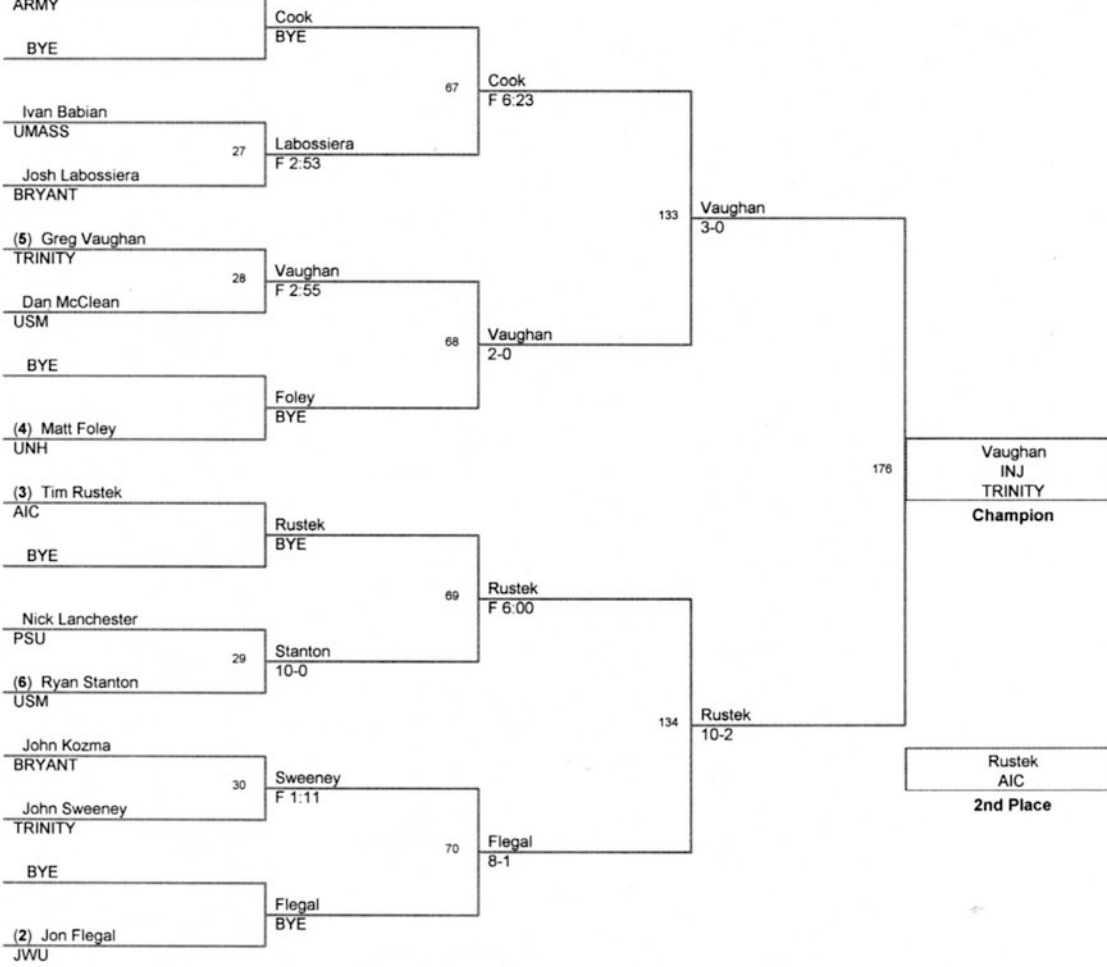 ARMY
BYE
Ivan Babian
UMASS
Josh Labossiera
BRYANT
(5) Greg Vaughan
TRINITY
Dan McClean
USM
BYE
(4) Matt Foley
UNH
(3) Tim Rustek
AIC
BYE
Nick Lanchester
PSU
(6) Ryan Stanton
USM
John Kozma
BRYANT
John Sweeney
TRINITY
BYE
(2) Jon Flegal
JWU
Cook
BYE
27
Labossiera
F 2:53
28
Vaughan
F 2:55
Foley
BYE
Rustek
BYE
29
Stanton
10-0
30
Sweeney
F 1:11
Flegal
BYE
67
Cook
F 6:23
68
Vaughan
2-0
69
Rustek
F 6:00
70
Flegal
8-1
133
Vaughan
3-0
134
Rustek
10-2
176
Vaughan
INJ
TRINITY
Champion
Rustek
AIC
2nd Place